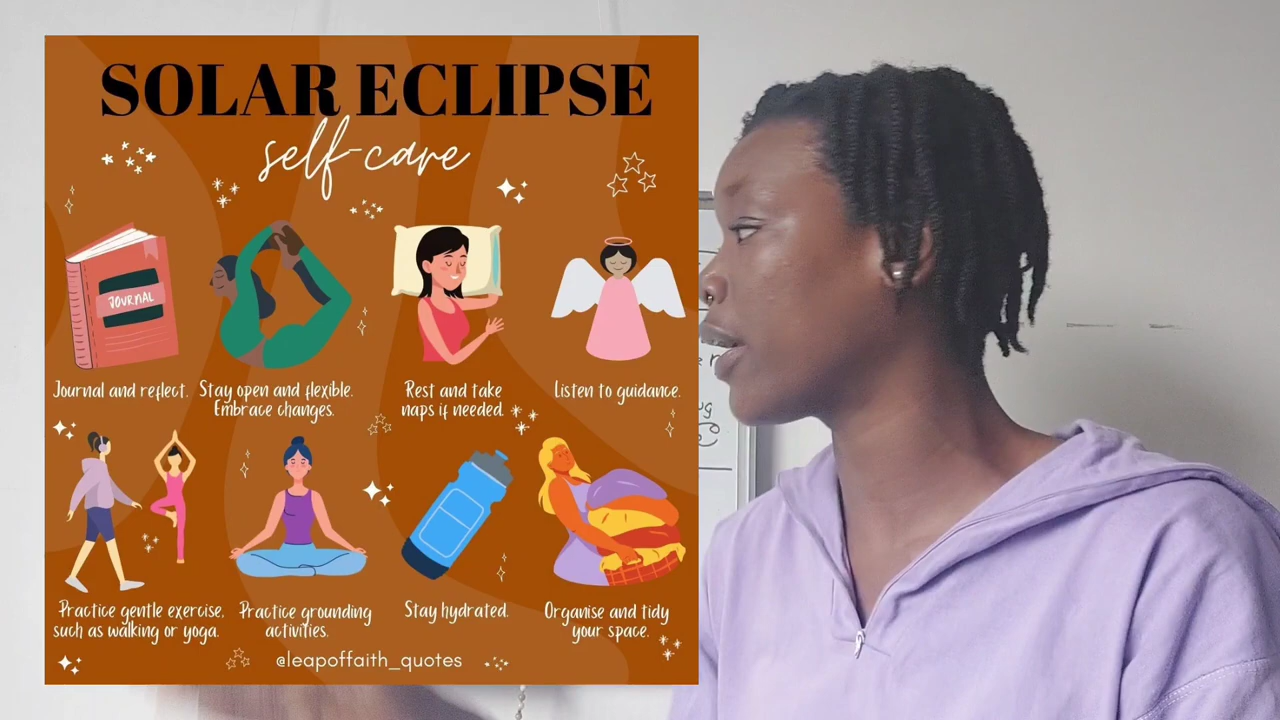 SOLAR ECLIPSE
self-care
JOURNAL
Journal and reflect.
Stay open and flexible.
Embrace changes.
Rest and take
naps if needed.
Listen to guidance.
Practice gentle exercise,
such as walking or yoga.
Practice grounding
activities.
Stay hydrated.
Organise and tidy
your space.
@leapoffaith_quotes